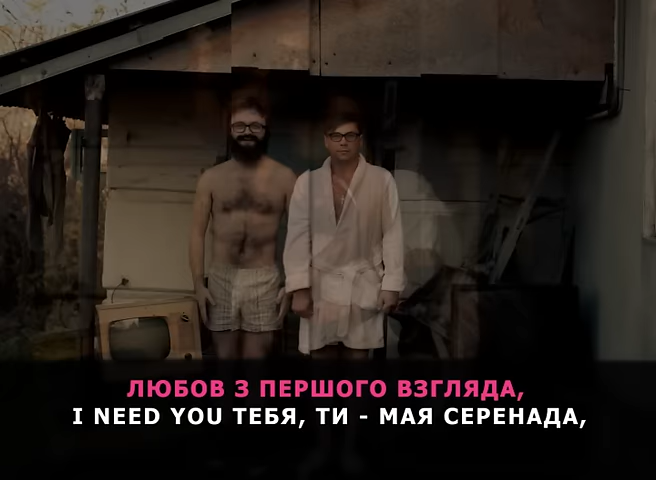 ЛЮБОВ З ПЕРШОГО ВЗГЛЯДА,
I NEED YOU ТЕБЯ, ТИ - МАЯ СЕРЕНАДА,